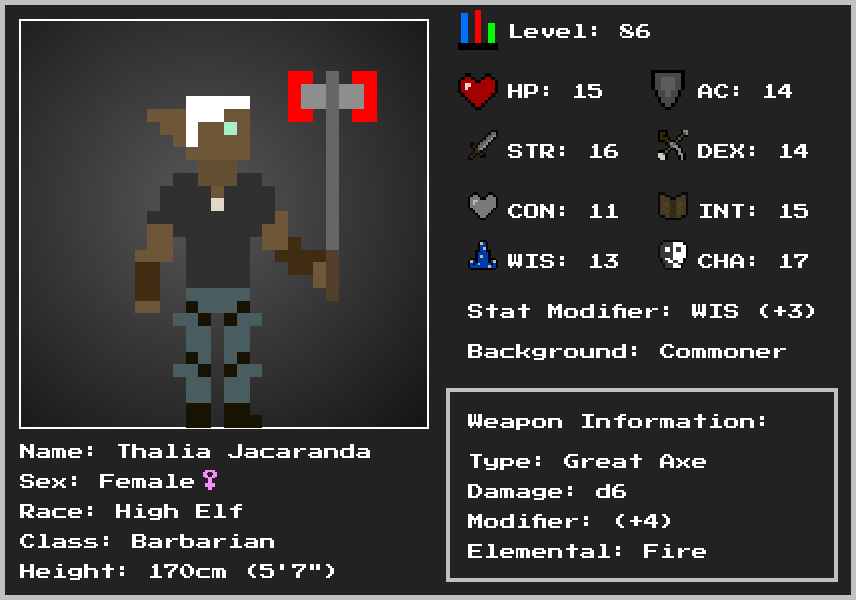 Level: 86
HP: 15
AC: 14
STR: 16
DEX: 14
CON: 11
INT: 15
WIS: 13
CHA: 17
Stat Modifier: WIS (+3)
Background: Commoner
Weapon Information:
Type: Great Axe
Damage: d6
Modifier: (+4)
Elemental: Fire
Name: Thalia Jacaranda
Sex: Female♀
Race: High Elf
Class: Barbarian
Height: 170cm (5'7")